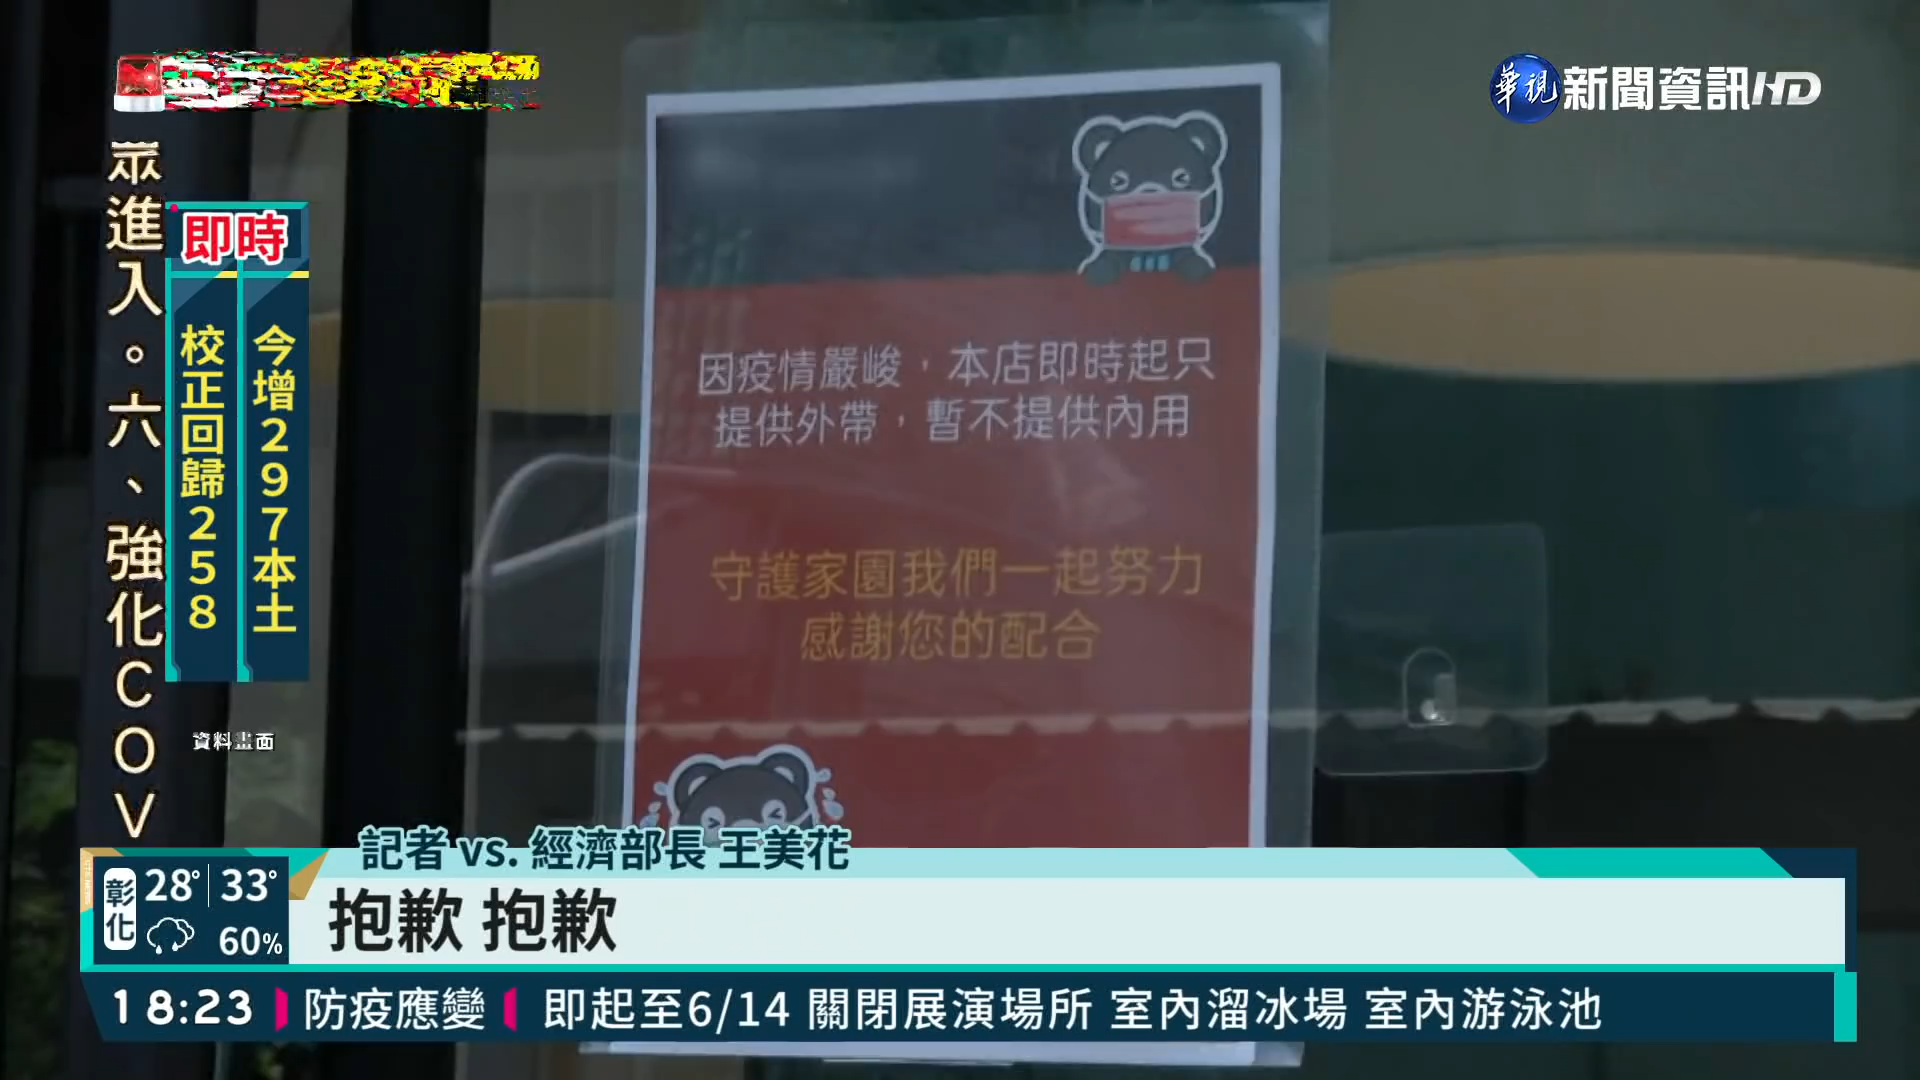 華視新聞資訊HD
眾進入。六、強化COV
即時
今增297本土
校正回歸258
資料畫面
因疫情嚴峻，本店即時起只
提供外帶，暫不提供內用
守護家園我們一起努力
感謝您的配合
記者 vs. 經濟部長 王美花
抱歉 抱歉
彰化
28° 33°
60%
18:23 防疫應變 即起至6/14 關閉展演場所 室內溜冰場 室內游泳池